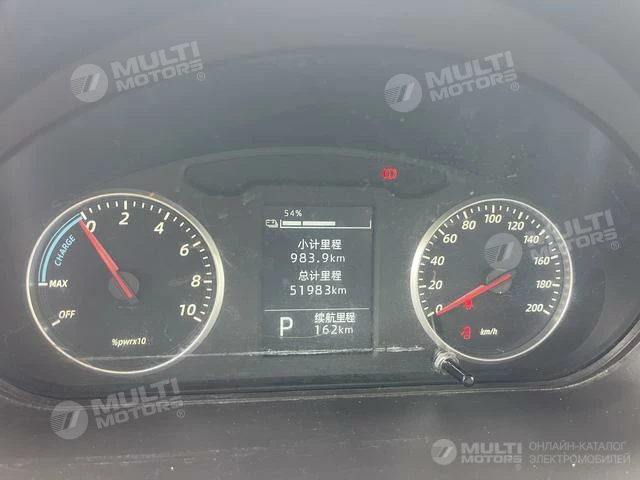 MULTI
MOTORS
MULTI
MOTORS
54%
小计里程
983.9km
总计里程
51983km
续航里程
P 162km
CHARGE
MAX
OFF
0 2 4 6 8 10
%pwrx10
0 20 40 60 80 100 120 140 160 180 200
km/h
MULTI
MOTORS
MULTI
MOTORS
MULTI
MOTORS
ОНЛАЙН-КАТАЛОГ
ЭЛЕКТРОМОБИЛЕЙ